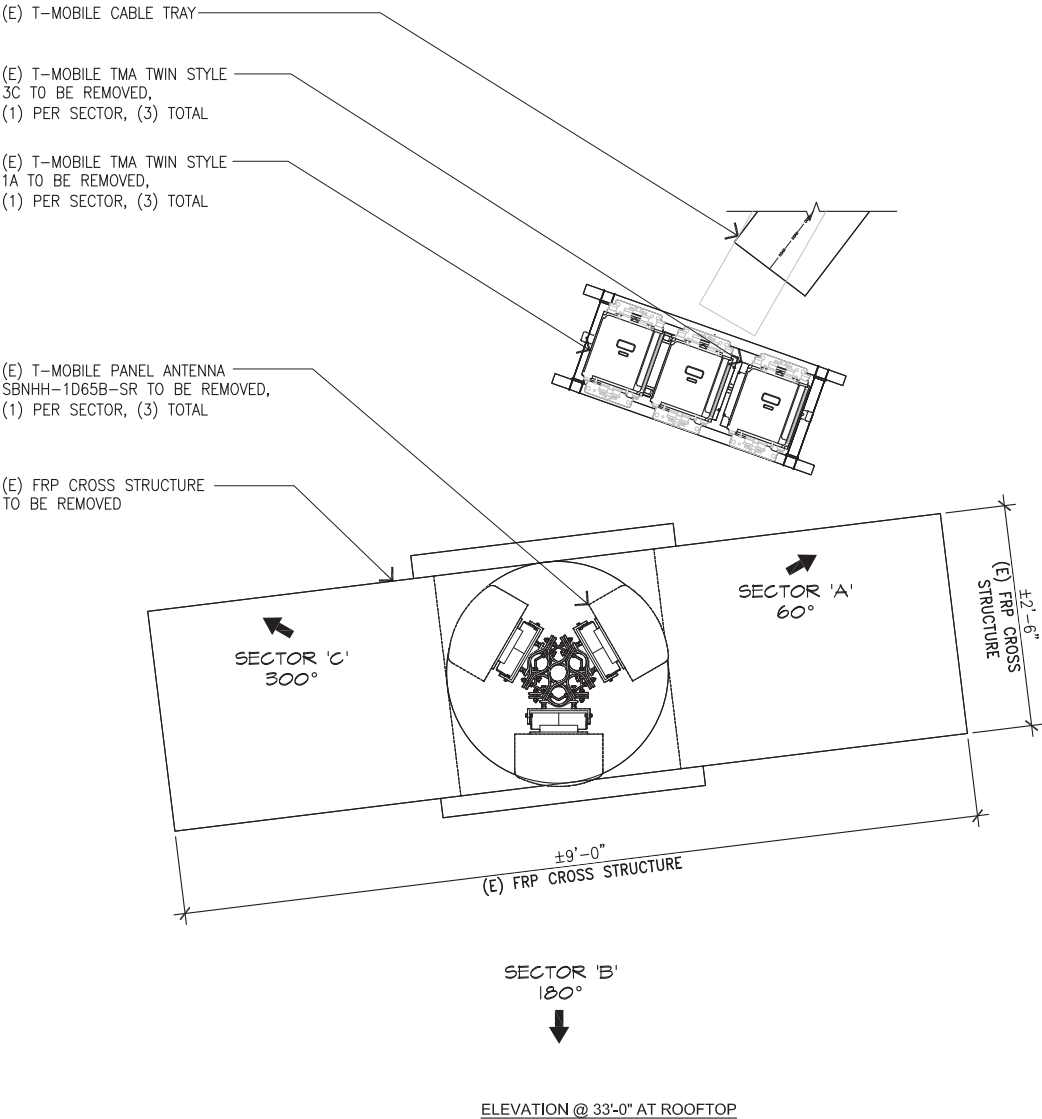 (E) T-MOBILE CABLE TRAY
(E) T-MOBILE TMA TWIN STYLE
3C TO BE REMOVED,
(1) PER SECTOR, (3) TOTAL
(E) T-MOBILE TMA TWIN STYLE
1A TO BE REMOVED,
(1) PER SECTOR, (3) TOTAL
(E) T-MOBILE PANEL ANTENNA
SBNHH-1D65B-SR TO BE REMOVED,
(1) PER SECTOR, (3) TOTAL
(E) FRP CROSS STRUCTURE
TO BE REMOVED
SECTOR 'A'
60°
±2'-6"
(E) FRP CROSS
STRUCTURE
SECTOR 'C'
300°
±9'-0"
(E) FRP CROSS STRUCTURE
SECTOR 'B'
180°
ELEVATION @ 33'-0" AT ROOFTOP